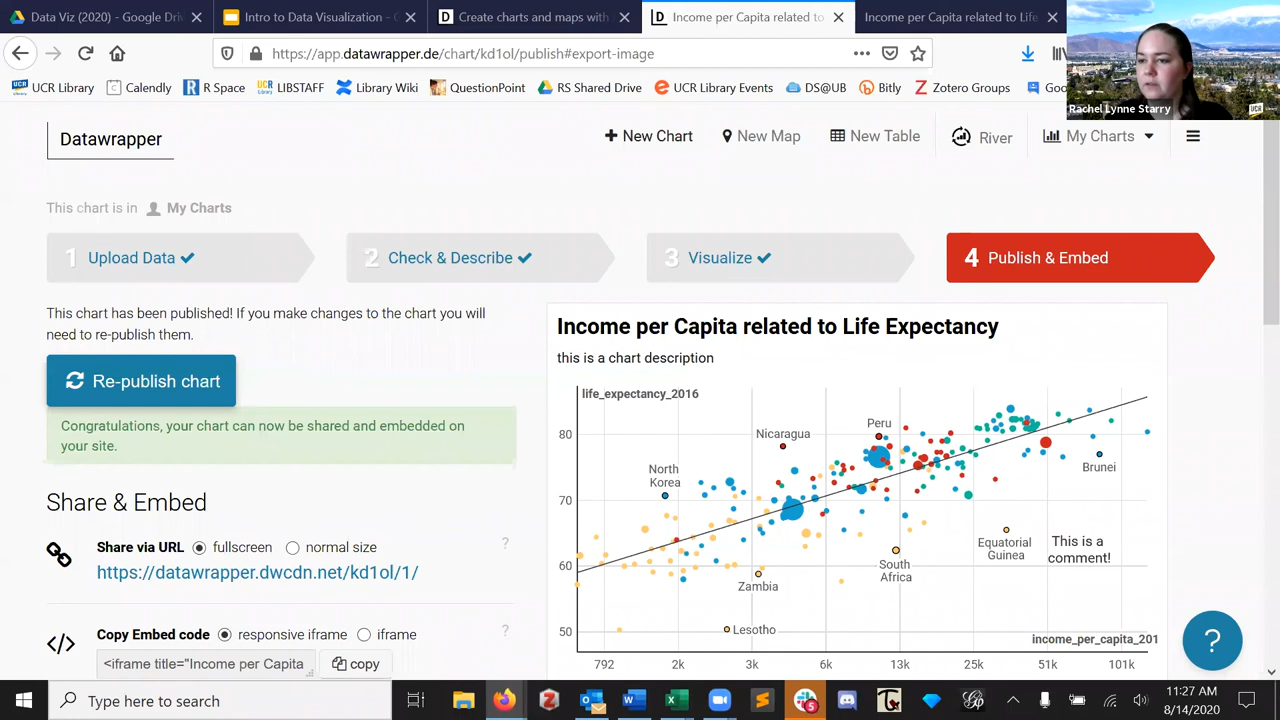 Data Viz (2020) - Google Dri
Intro to Data Visualization -
Create charts and maps with
Income per Capita related to
Income per Capita related to Life
https://app.datawrapper.de/chart/kd1ol/publish#export-image
UCR Library
Calendly
R Space
LIBSTAFF
Library Wiki
QuestionPoint
RS Shared Drive
UCR Library Events
DS@UB
Bitly
Zotero Groups
Goo
Rachel Lynne Starry
UCR
Datawrapper
New Chart
New Map
New Table
River
My Charts
This chart is in My Charts
1 Upload Data
2 Check & Describe
3 Visualize
4 Publish & Embed
This chart has been published! If you make changes to the chart you will
need to re-publish them.
Re-publish chart
Congratulations, your chart can now be shared and embedded on
your site.
Share & Embed
Share via URL fullscreen normal size ?
https://datawrapper.dwcdn.net/kd1ol/1/
Copy Embed code responsive iframe iframe ?
<iframe title="Income per Capita
copy
Income per Capita related to Life Expectancy
this is a chart description
life_expectancy_2016
80
70
60
50
Peru
Nicaragua
North
Korea
Brunei
Equatorial
Guinea
This is a
comment!
South
Africa
Zambia
Lesotho
income_per_capita_201
792 2k 3k 6k 13k 25k 51k 101k
?
Type here to search
5
11:27 AM
8/14/2020